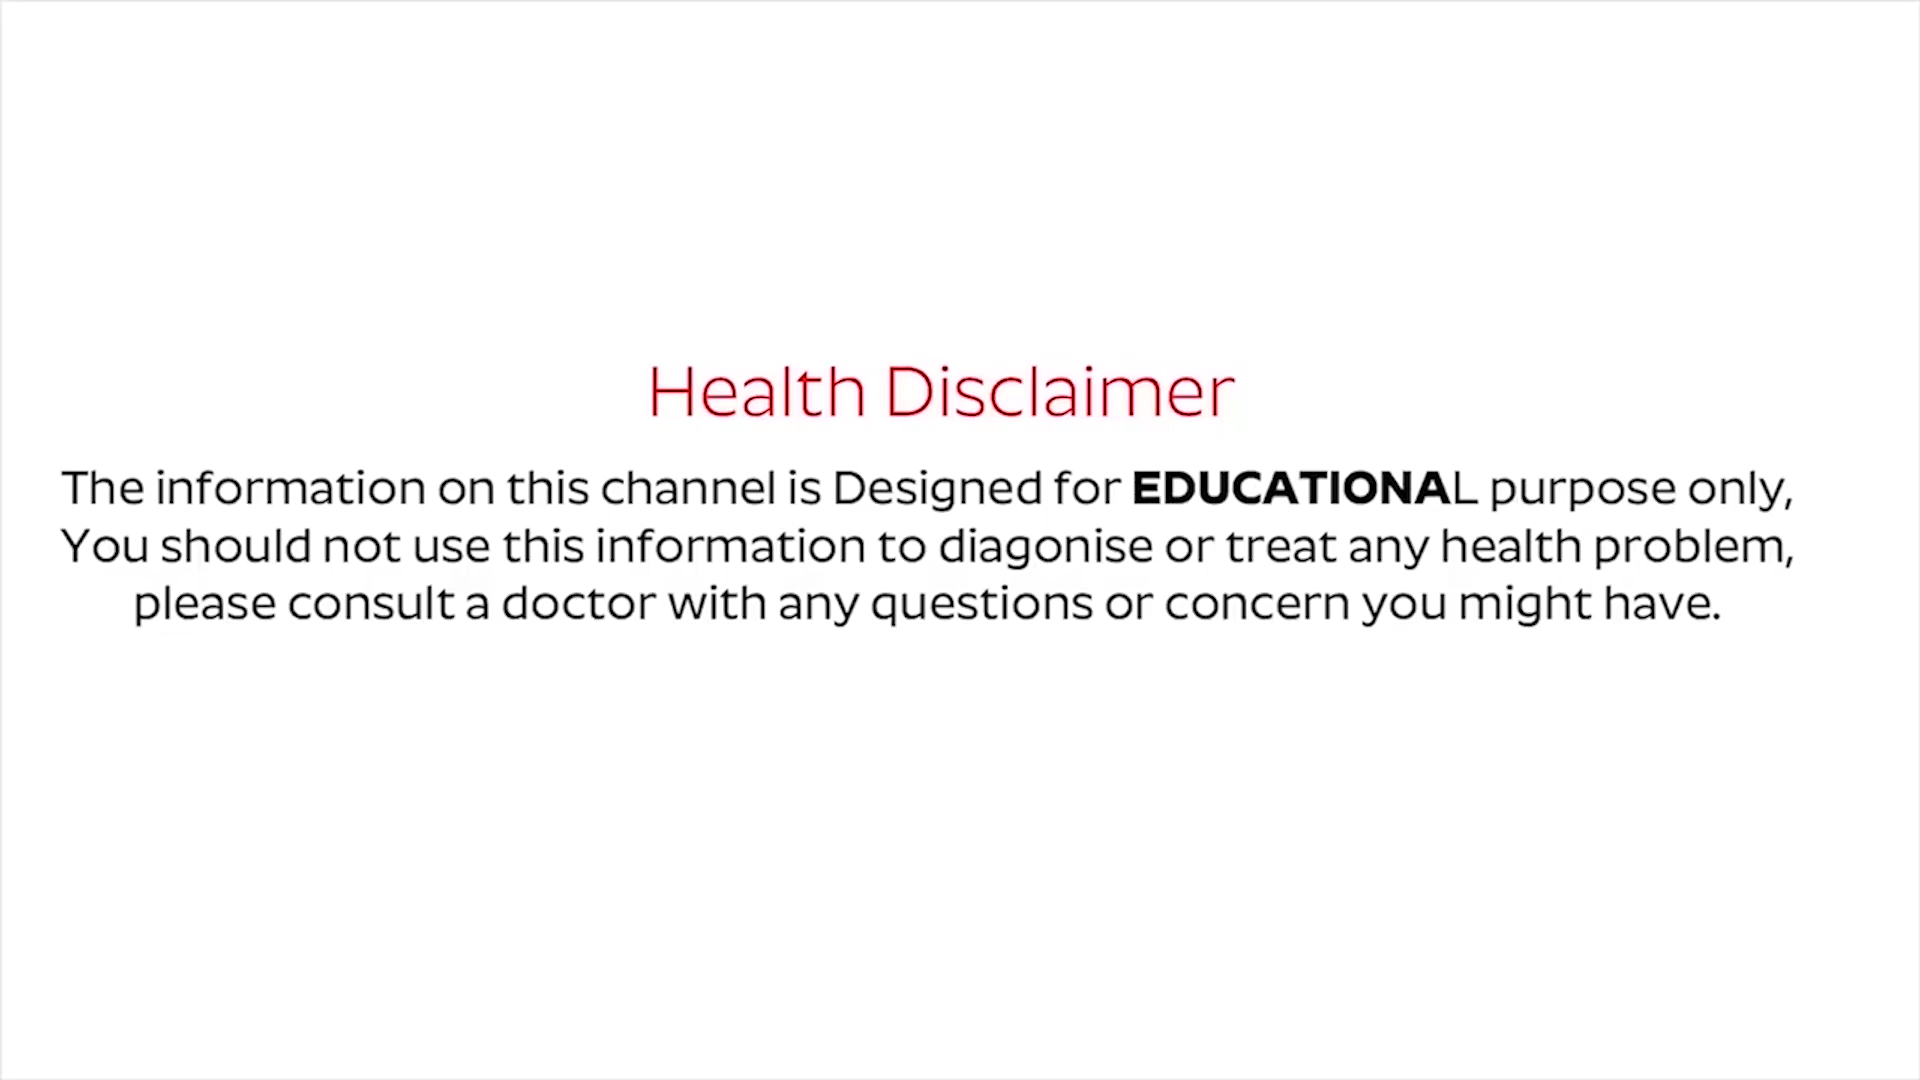 Health Disclaimer
The information on this channel is Designed for EDUCATIONAL purpose only,
You should not use this information to diagonise or treat any health problem,
please consult a doctor with any questions or concern you might have.